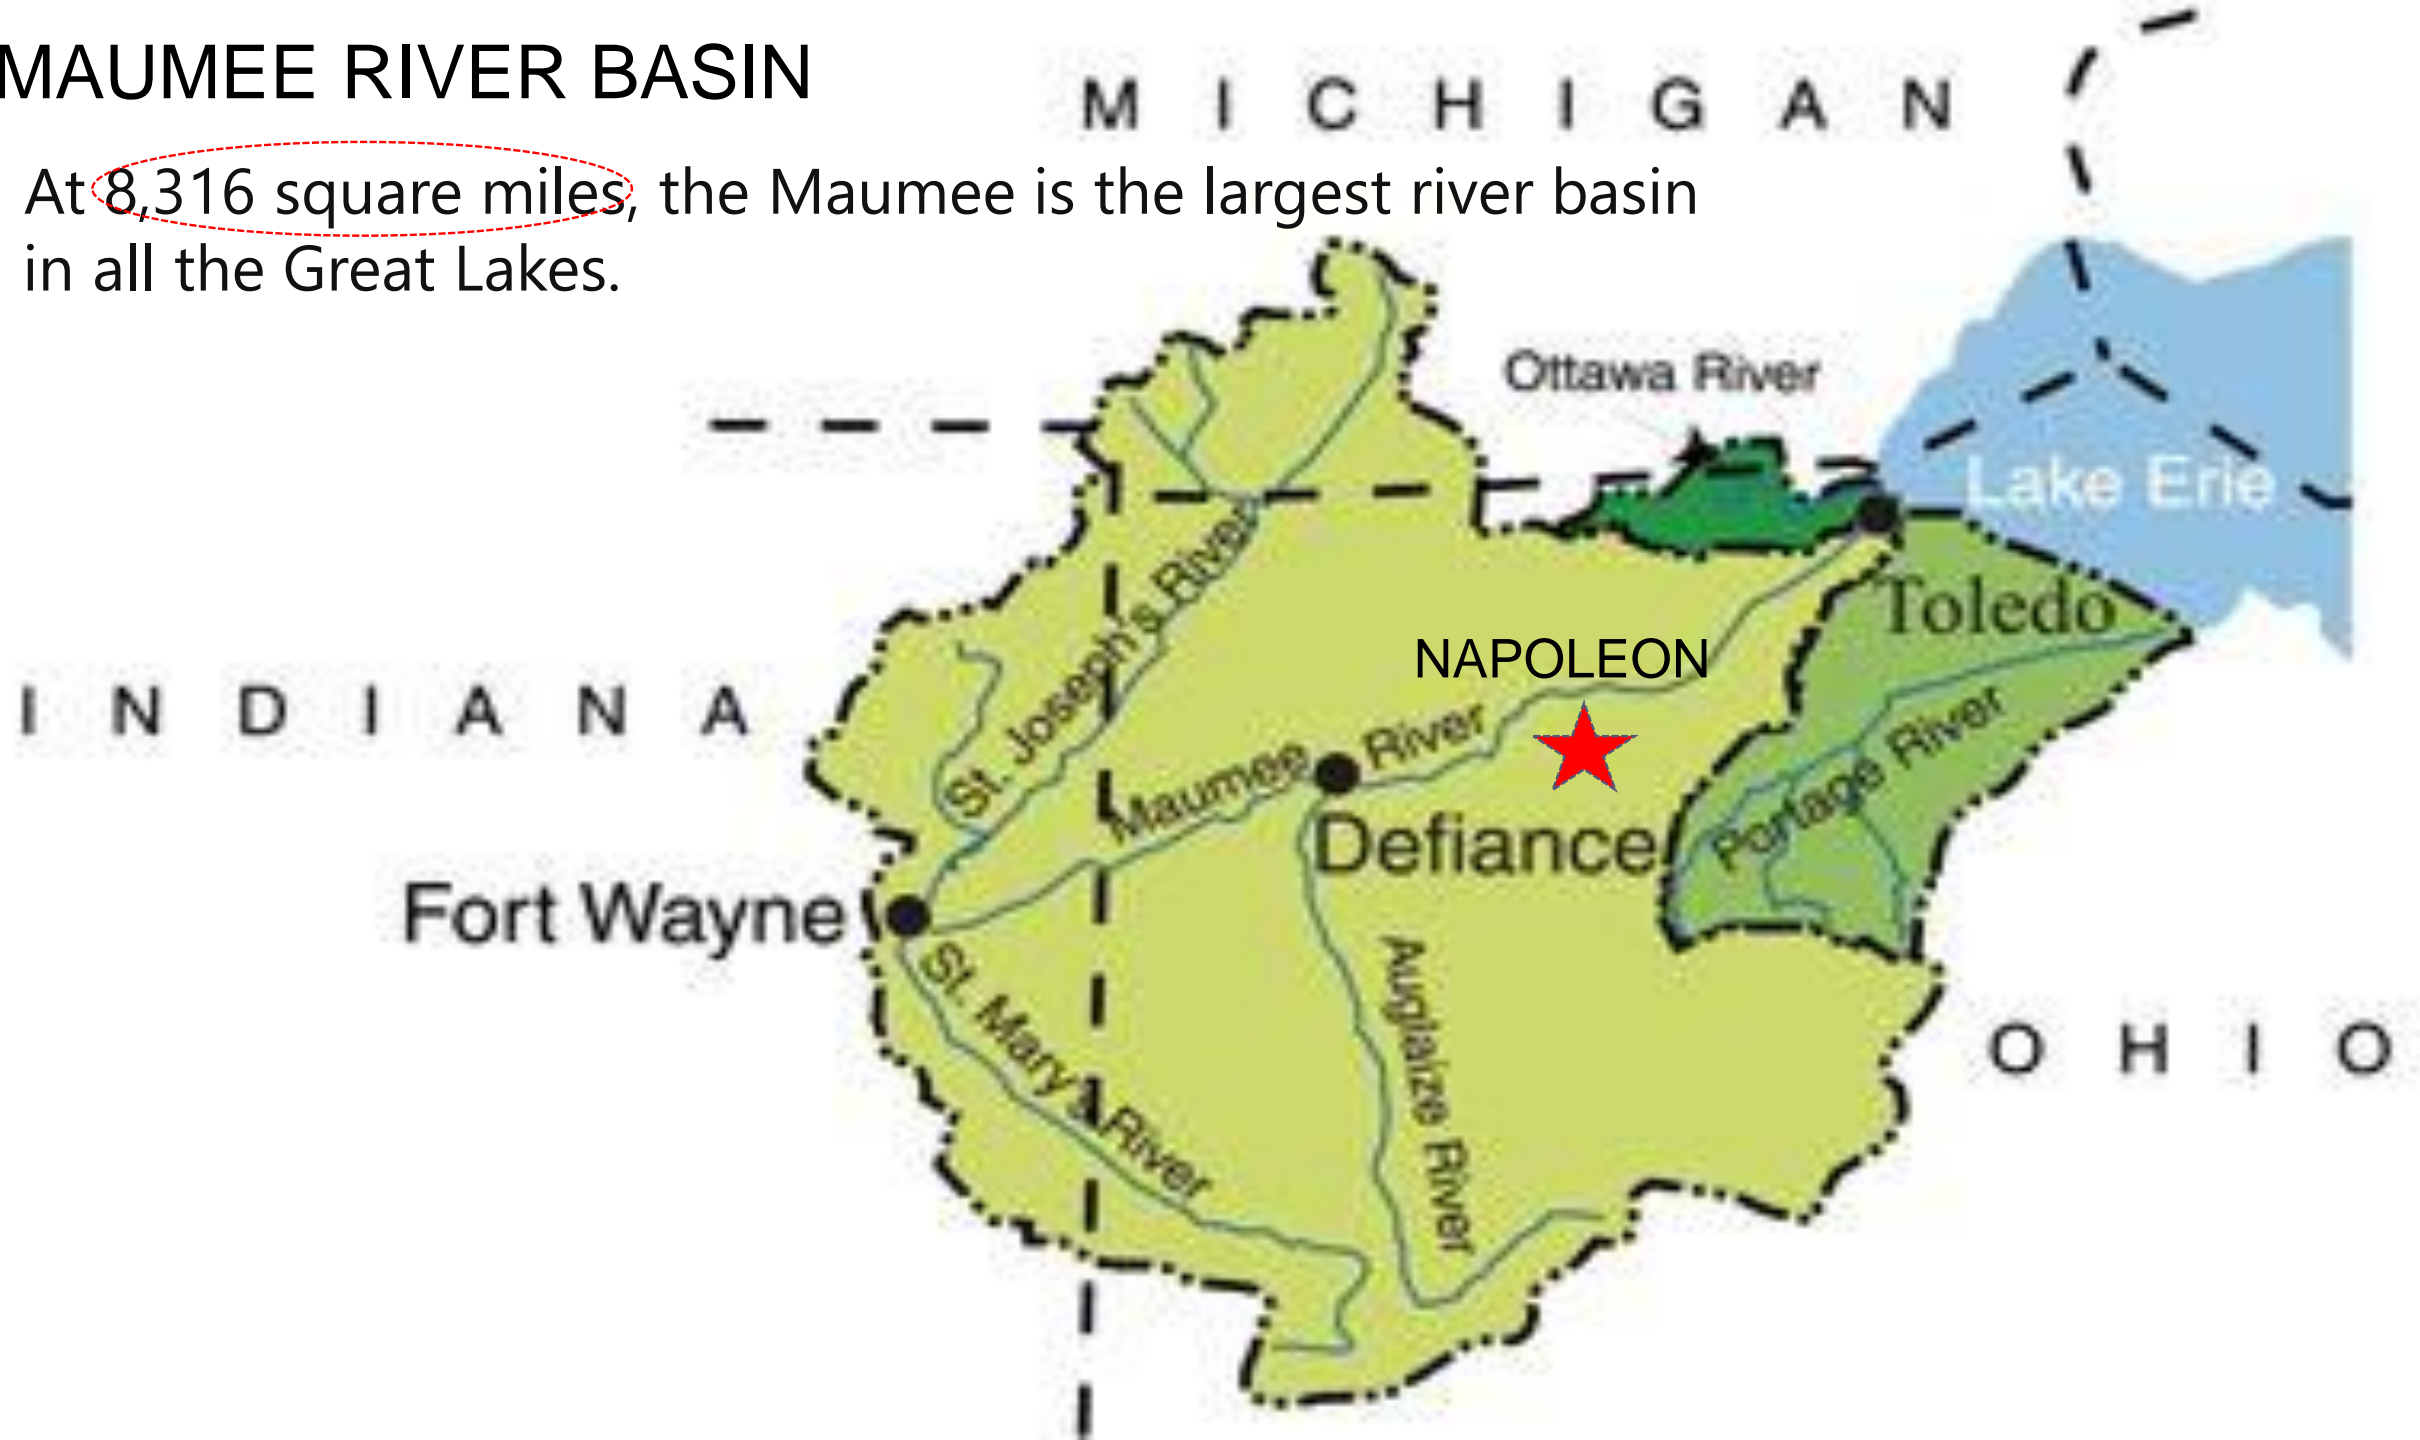 MAUMEE RIVER BASIN
M I C H I G A N
At 8,316 square miles, the Maumee is the largest river basin
in all the Great Lakes.
Ottawa River
Lake Erie
St. Joseph's River
Toledo
NAPOLEON
I N D I A N A
Maumee River
Portage River
Defiance
Fort Wayne
St. Mary's River
Auglaize River
O H I O